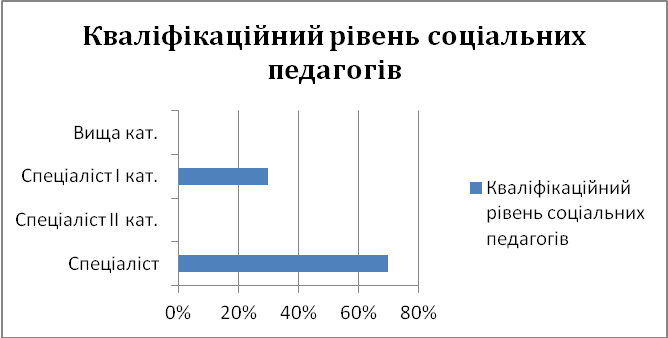 Кваліфікаційний рівень соціальних
педагогів
Вища кат.
Спеціаліст І кат.
Спеціаліст ІІ кат.
Спеціаліст
0%
20%
40%
60%
80%
Кваліфікаційний
рівень соціальних
педагогів